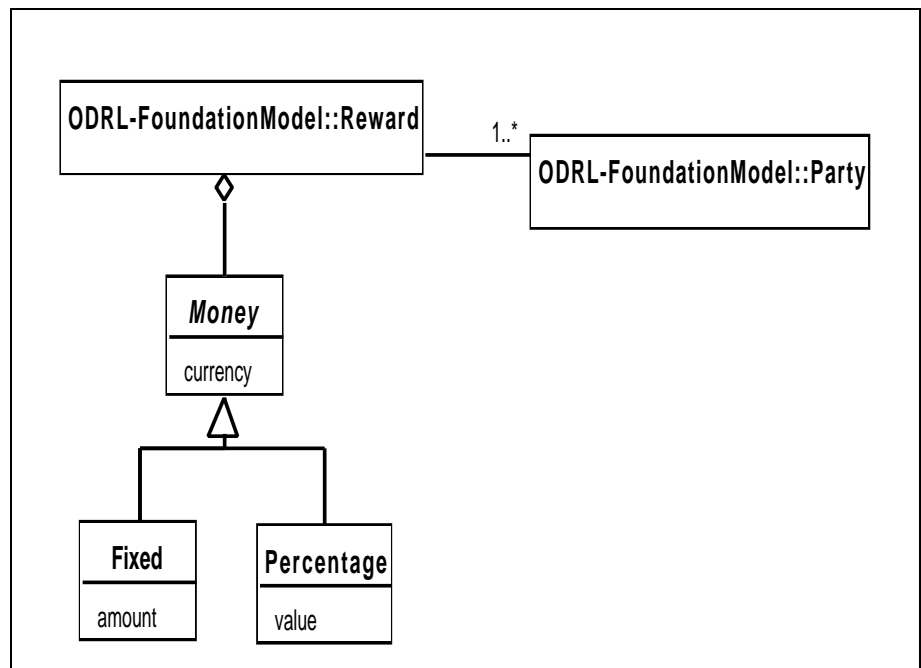 ODRL-FoundationModel::Reward
1..*
ODRL-FoundationModel::Party
Money
currency
Fixed
amount
Percentage
value